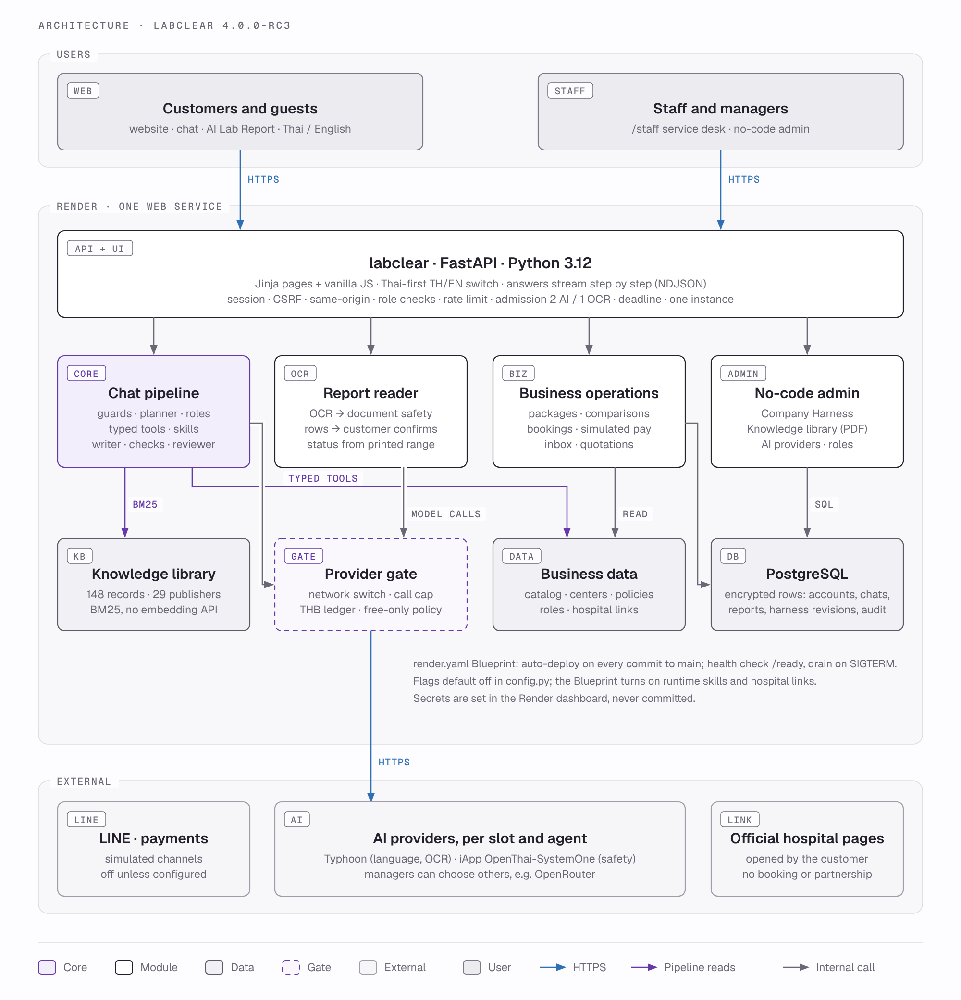 ARCHITECTURE · LABCLEAR 4.0.0-RC3
USERS
WEB
Customers and guests
website · chat · AI Lab Report · Thai / English
STAFF
Staff and managers
/staff service desk · no-code admin
HTTPS
HTTPS
RENDER · ONE WEB SERVICE
API + UI
labclear · FastAPI · Python 3.12
Jinja pages + vanilla JS · Thai-first TH/EN switch · answers stream step by step (NDJSON)
session · CSRF · same-origin · role checks · rate limit · admission 2 AI / 1 OCR · deadline · one instance
CORE
Chat pipeline
guards · planner · roles
typed tools · skills
writer · checks · reviewer
OCR
Report reader
OCR → document safety
rows → customer confirms
status from printed range
BIZ
Business operations
packages · comparisons
bookings · simulated pay
inbox · quotations
ADMIN
No-code admin
Company Harness
Knowledge library (PDF)
AI providers · roles
TYPED TOOLS
BM25
MODEL CALLS
READ
SQL
KB
Knowledge library
148 records · 29 publishers
BM25, no embedding API
GATE
Provider gate
network switch · call cap
THB ledger · free-only policy
DATA
Business data
catalog · centers · policies
roles · hospital links
DB
PostgreSQL
encrypted rows: accounts, chats,
reports, harness revisions, audit
render.yaml Blueprint: auto-deploy on every commit to main; health check /ready, drain on SIGTERM.
Flags default off in config.py; the Blueprint turns on runtime skills and hospital links.
Secrets are set in the Render dashboard, never committed.
HTTPS
EXTERNAL
LINE
LINE · payments
simulated channels
off unless configured
AI
AI providers, per slot and agent
Typhoon (language, OCR) · iApp OpenThai-SystemOne (safety)
managers can choose others, e.g. OpenRouter
LINK
Official hospital pages
opened by the customer
no booking or partnership
Core
Module
Data
Gate
External
User
HTTPS
Pipeline reads
Internal call